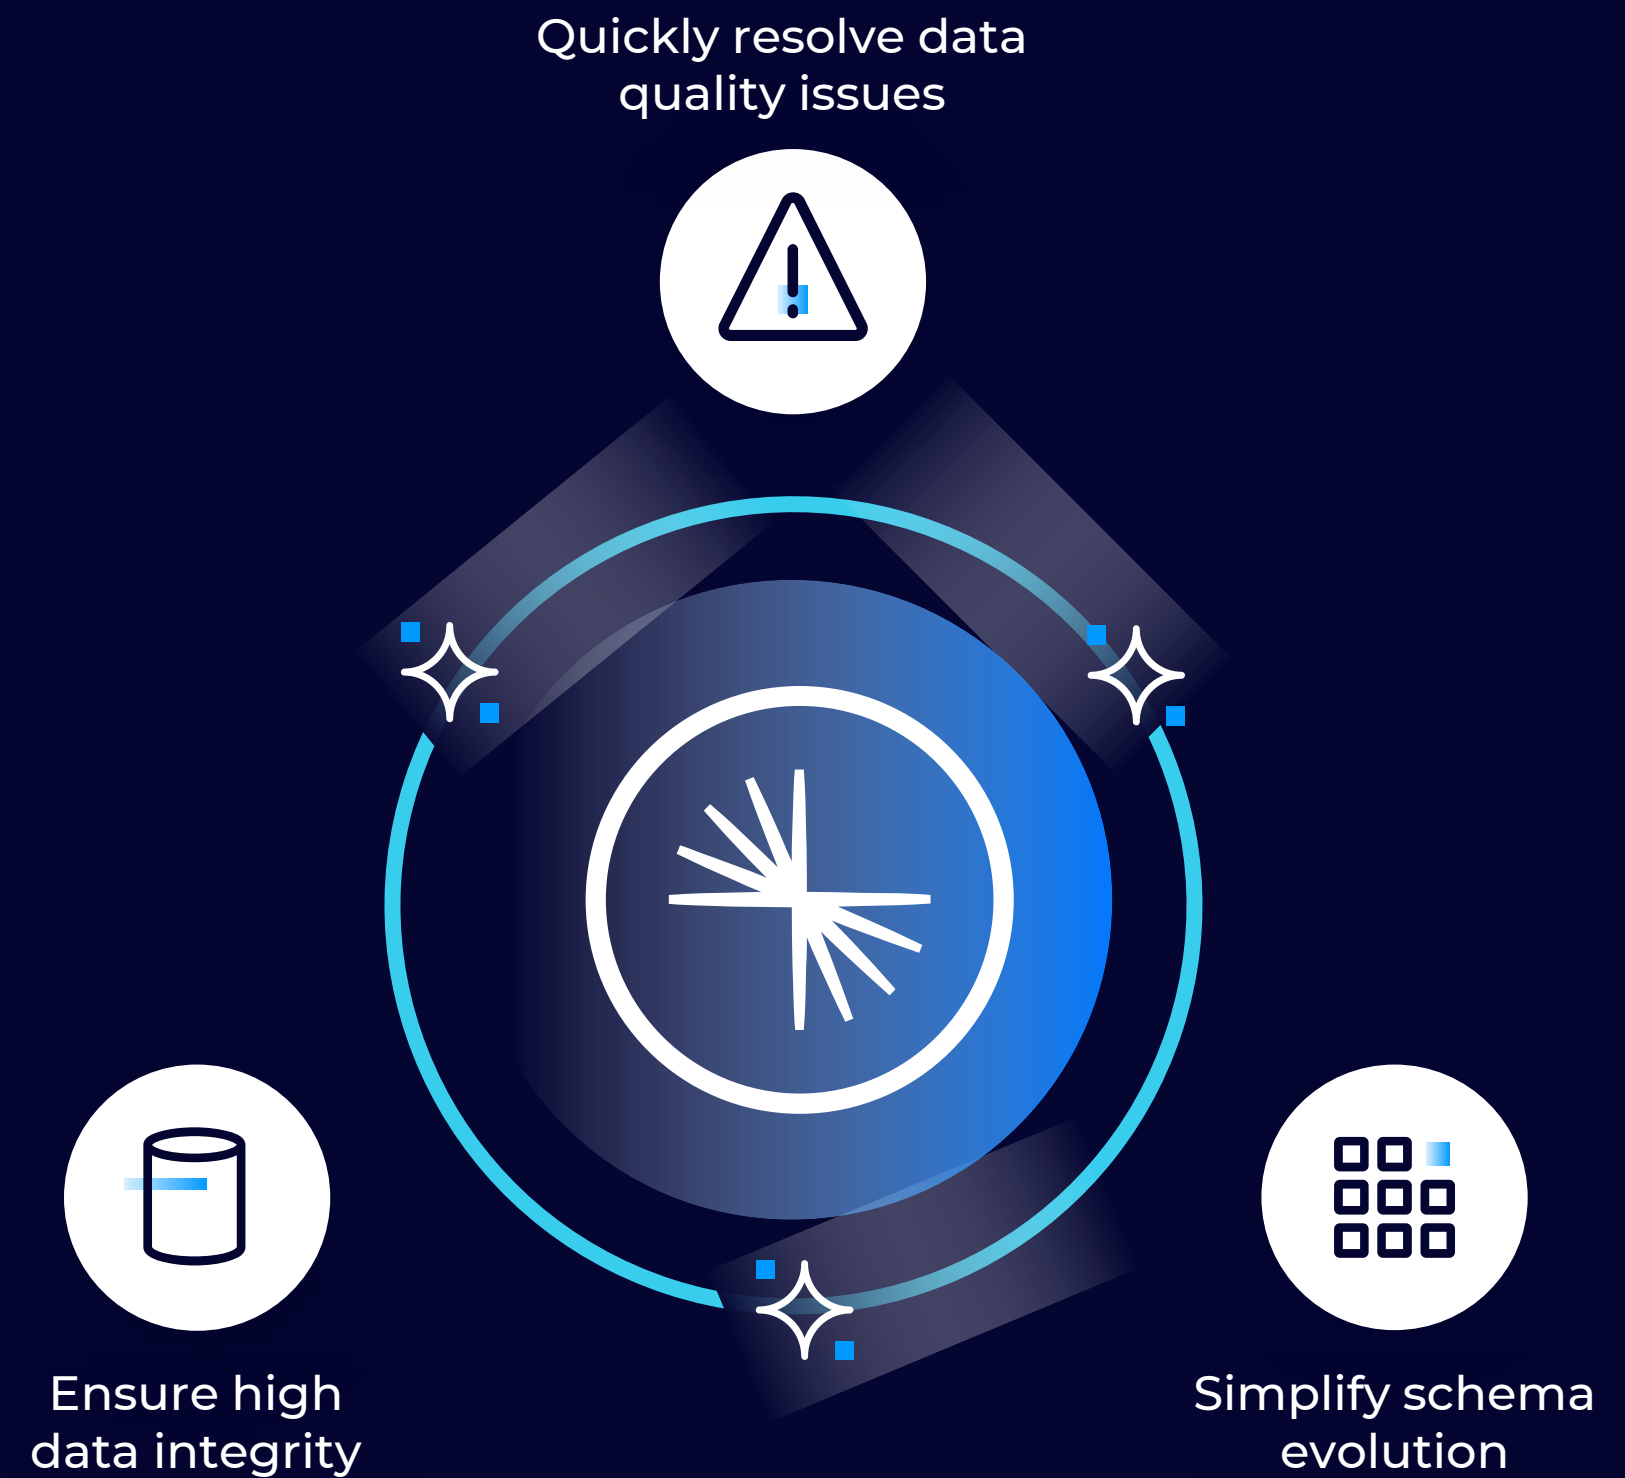 Quickly resolve data
quality issues
Ensure high
data integrity
Simplify schema
evolution